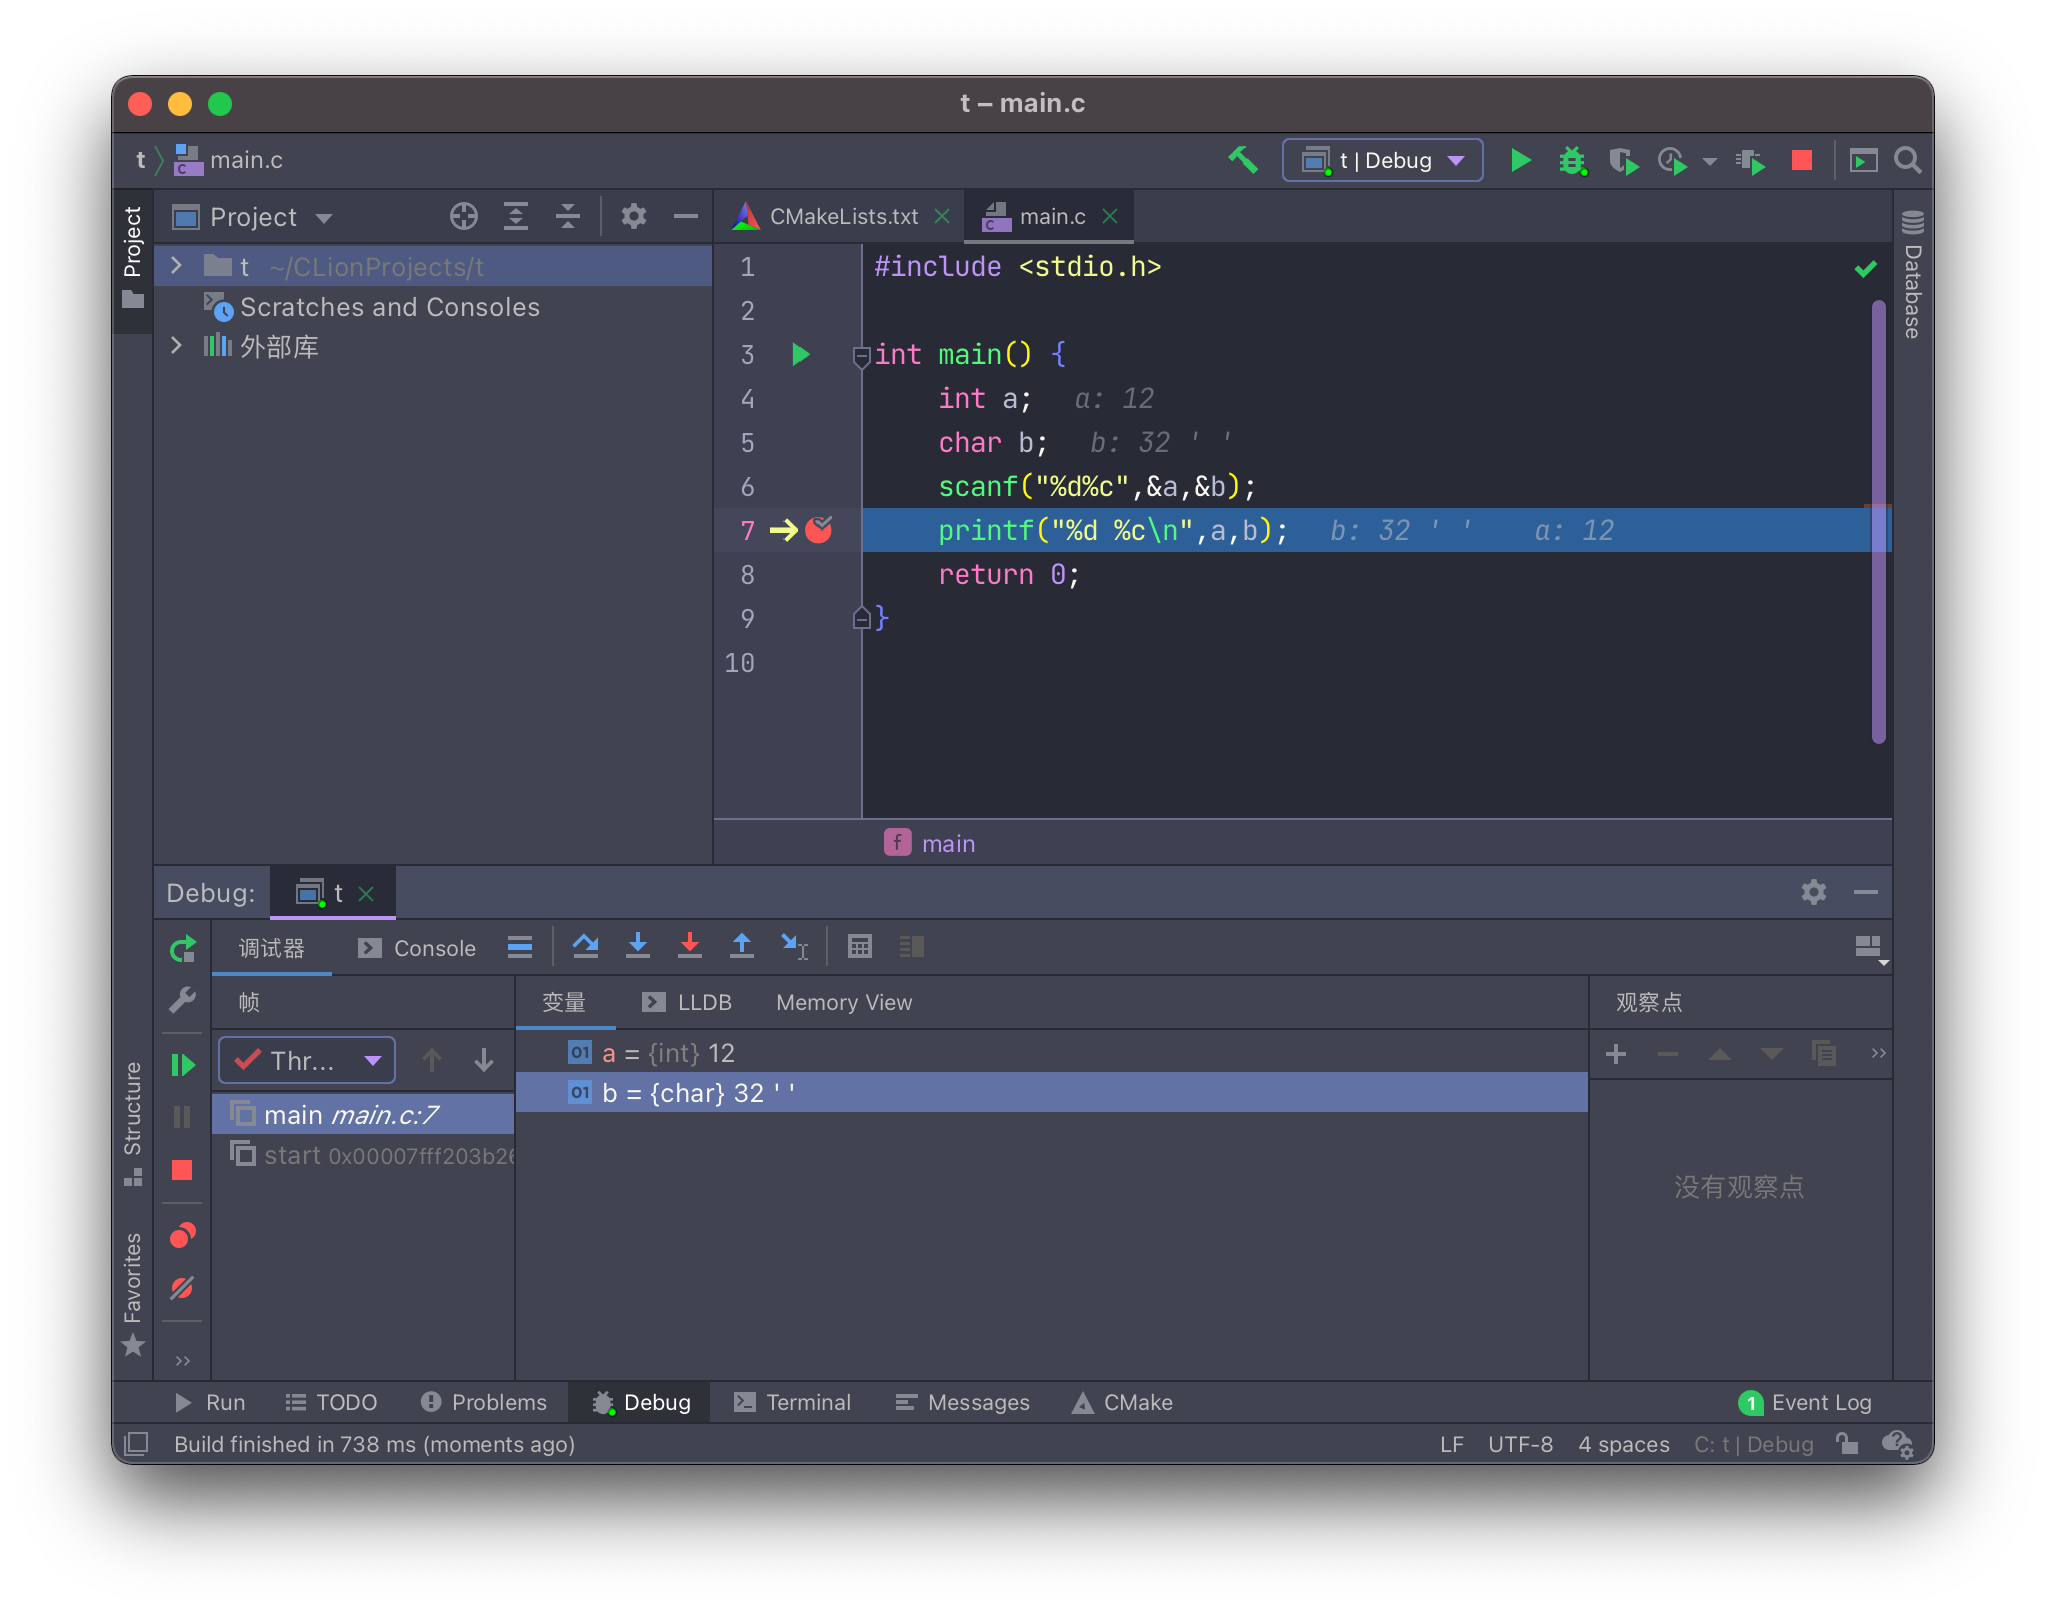 t – main.c
t main.c
t | Debug
Project
Project
CMakeLists.txt
main.c
t ~/CLionProjects/t
Scratches and Consoles
外部库
1 #include <stdio.h>
2
3 int main() {
4 int a; a: 12
5 char b; b: 32 ' '
6 scanf("%d%c",&a,&b);
7 printf("%d %c\n",a,b); b: 32 ' ' a: 12
8 return 0;
9 }
10
f main
Database
Debug: t
调试器 Console
帧
变量 LLDB Memory View
观察点
Thr...
main main.c:7
start 0x00007fff203b26
01 a = {int} 12
01 b = {char} 32 ' '
没有观察点
Structure
Favorites
Run TODO Problems Debug Terminal Messages CMake 1 Event Log
Build finished in 738 ms (moments ago) LF UTF-8 4 spaces C: t | Debug